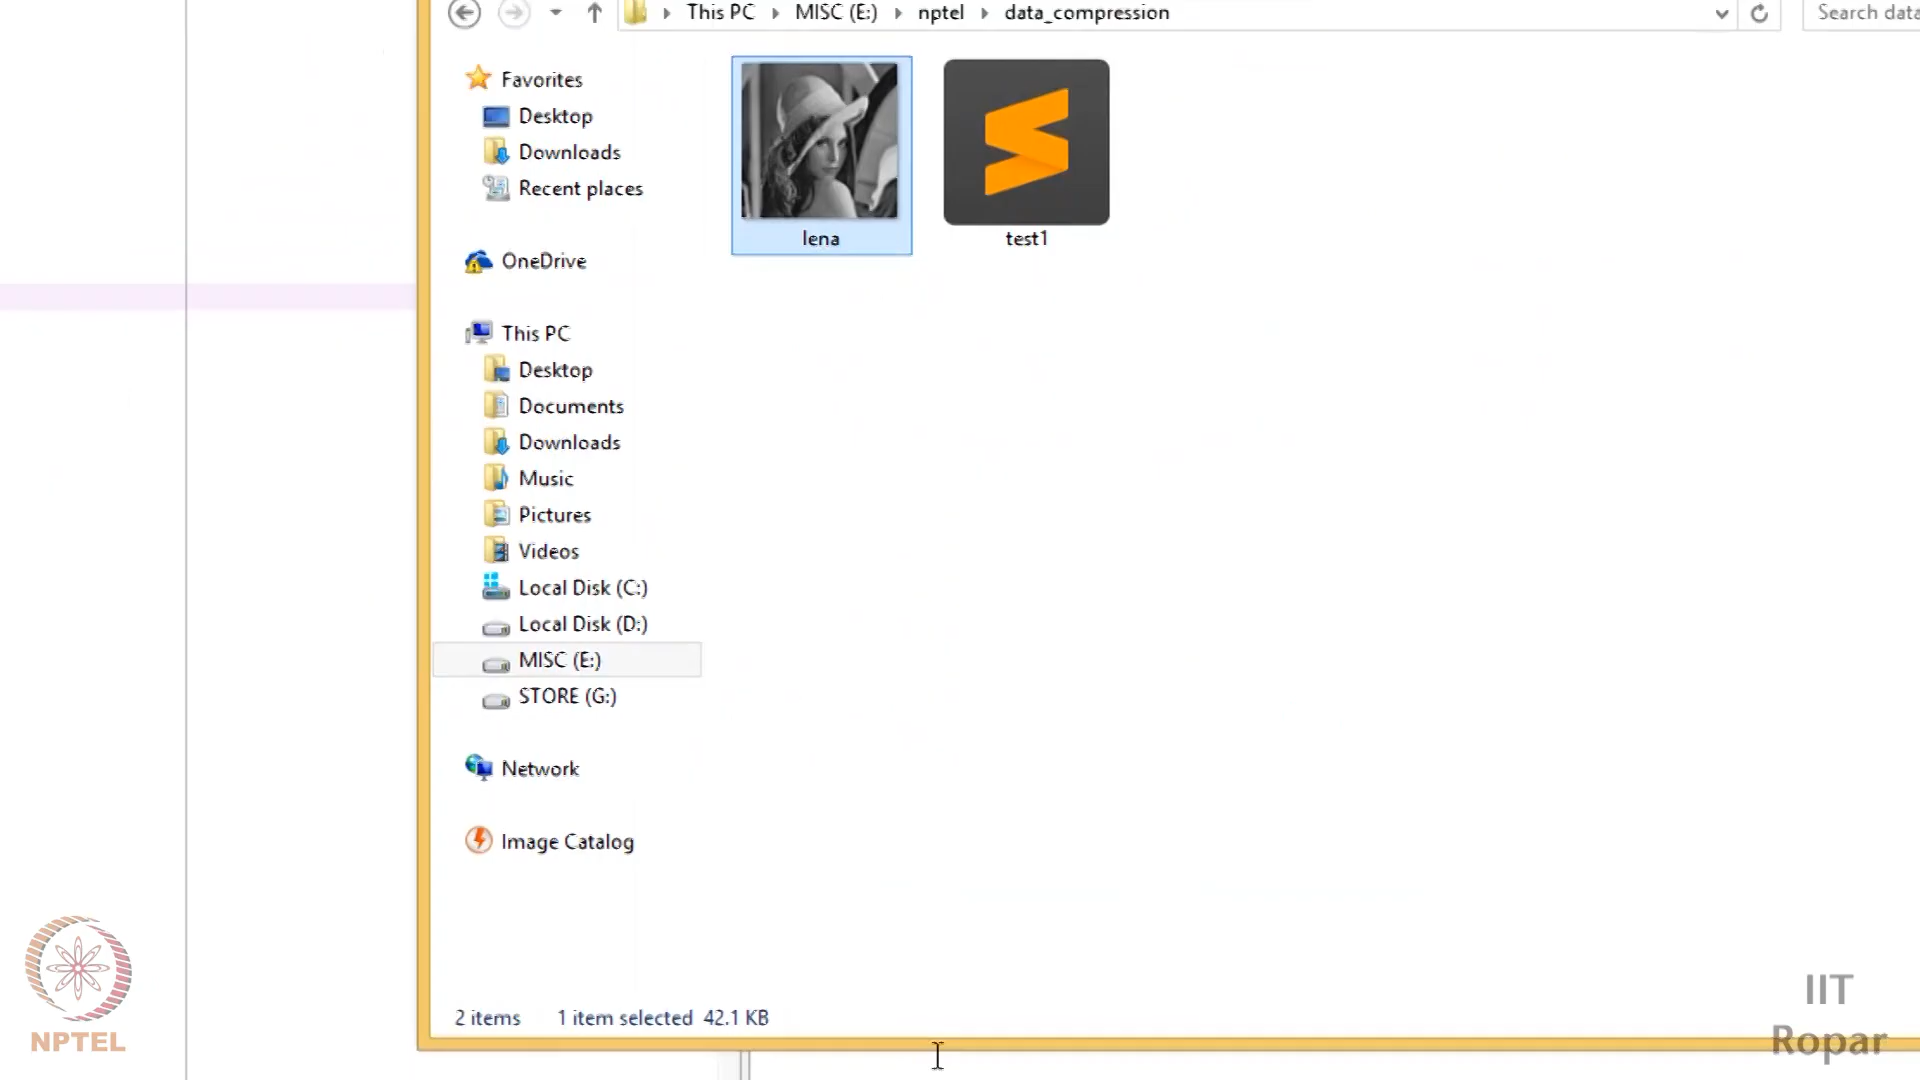 This PC MISC (E:) nptel data_compression
Search data
Favorites
Desktop
Downloads
Recent places
OneDrive
This PC
Desktop
Documents
Downloads
Music
Pictures
Videos
Local Disk (C:)
Local Disk (D:)
MISC (E:)
STORE (G:)
Network
Image Catalog
lena
test1
2 items 1 item selected 42.1 KB
NPTEL
IIT
Ropar